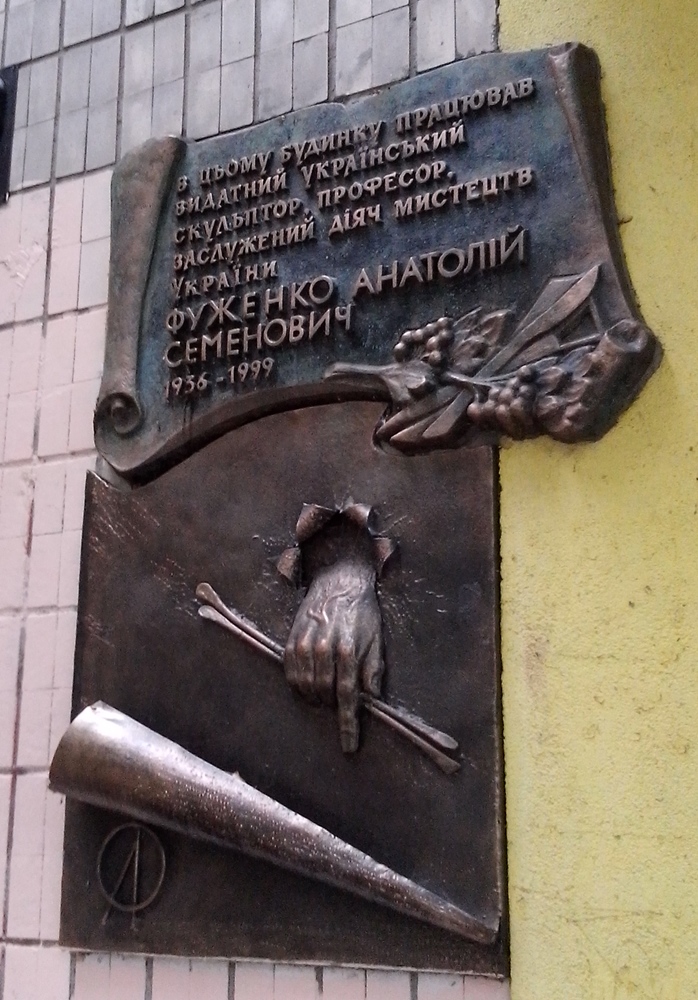 В ЦЬОМУ БУДИНКУ ПРАЦЮВАВ
ВИДАТНИЙ УКРАЇНСЬКИЙ
СКУЛЬПТОР, ПРОФЕСОР,
ЗАСЛУЖЕНИЙ ДІЯЧ МИСТЕЦТВ
УКРАЇНИ
ФУЖЕНКО АНАТОЛІЙ
СЕМЕНОВИЧ
1936 - 1999